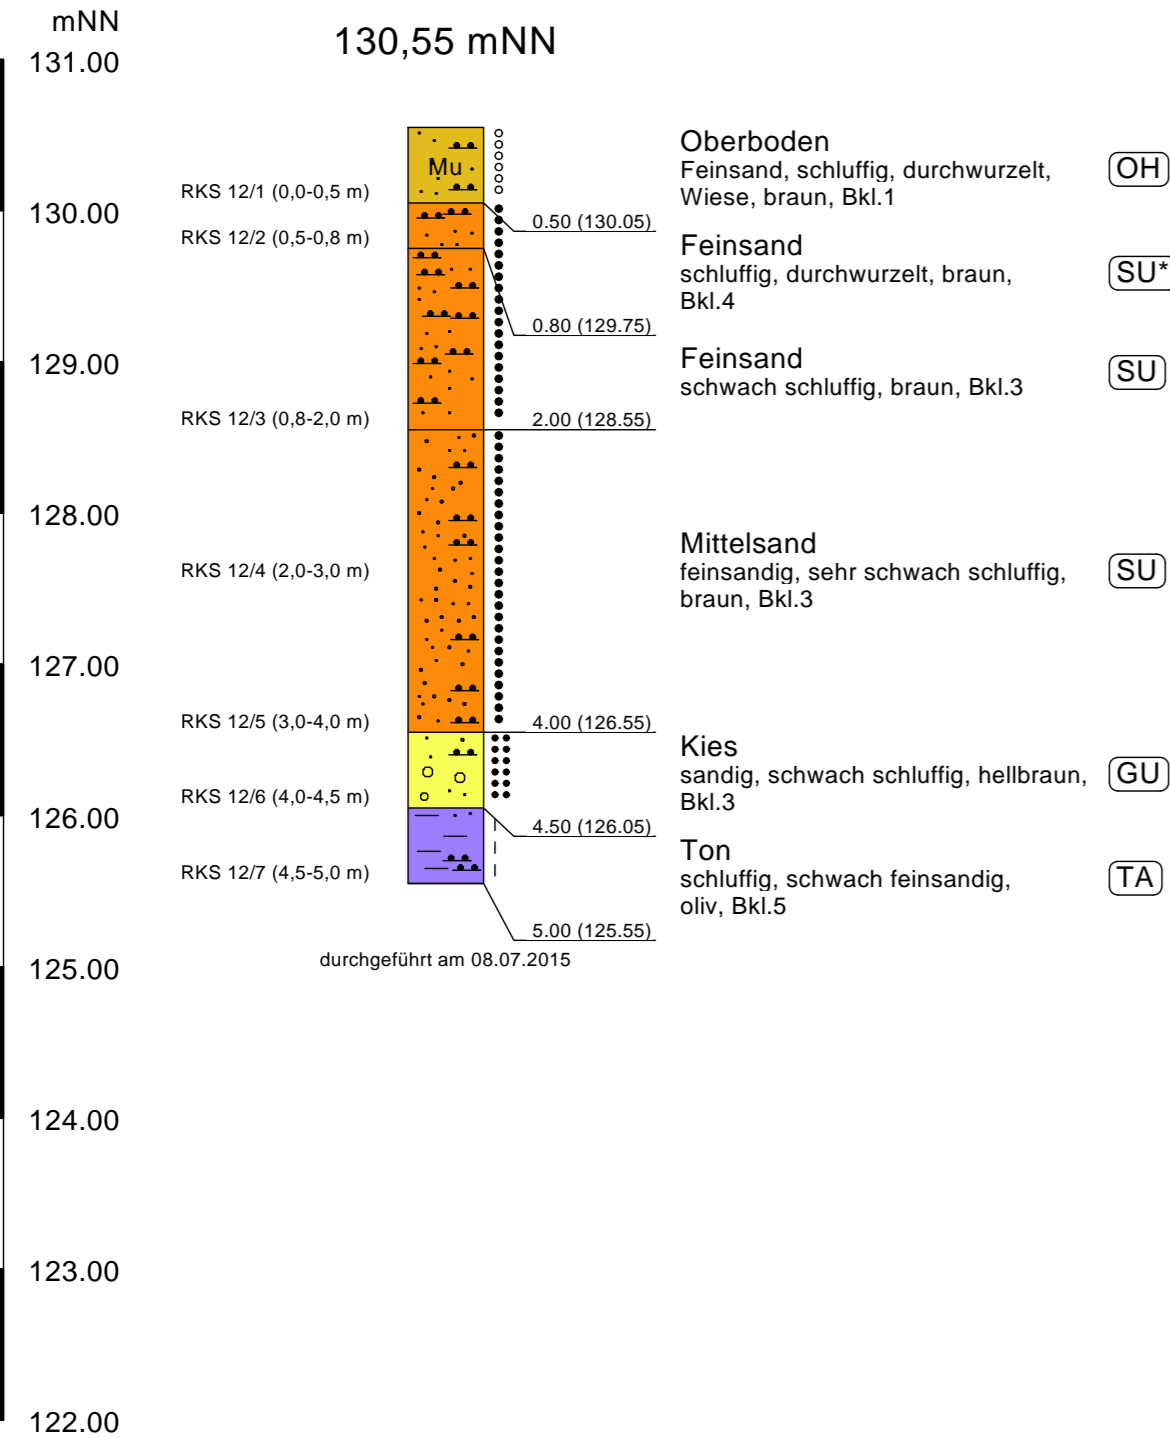 mNN
130,55 mNN
131.00
Oberboden
Feinsand, schluffig, durchwurzelt,
Wiese, braun, Bkl.1
OH
Mu
RKS 12/1 (0,0-0,5 m)
130.00
0.50 (130.05)
RKS 12/2 (0,5-0,8 m)
Feinsand
schluffig, durchwurzelt, braun,
Bkl.4
SU*
0.80 (129.75)
129.00
Feinsand
schwach schluffig, braun, Bkl.3
SU
RKS 12/3 (0,8-2,0 m)
2.00 (128.55)
128.00
Mittelsand
feinsandig, sehr schwach schluffig,
braun, Bkl.3
SU
RKS 12/4 (2,0-3,0 m)
127.00
RKS 12/5 (3,0-4,0 m)
4.00 (126.55)
Kies
sandig, schwach schluffig, hellbraun,
Bkl.3
GU
RKS 12/6 (4,0-4,5 m)
126.00
4.50 (126.05)
Ton
schluffig, schwach feinsandig,
oliv, Bkl.5
TA
RKS 12/7 (4,5-5,0 m)
5.00 (125.55)
durchgeführt am 08.07.2015
125.00
124.00
123.00
122.00